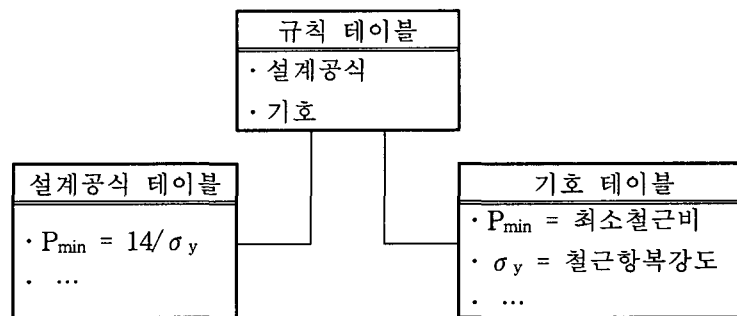 규칙 테이블
· 설계공식
· 기호
설계공식 테이블
· Pmin = 14/σy
· …
기호 테이블
· Pmin = 최소철근비
· σy = 철근항복강도
· …